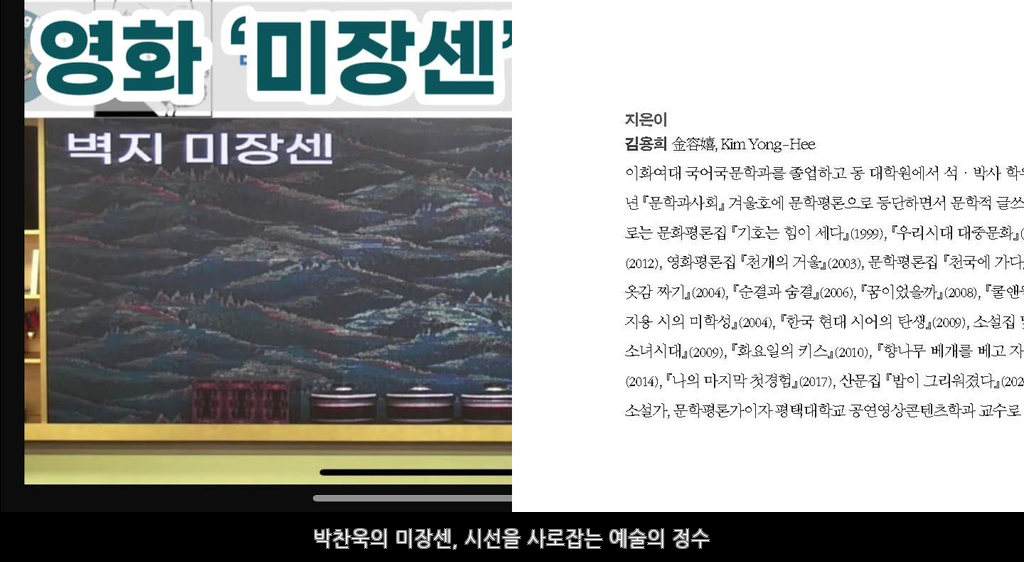 영화 ‘미장센’
벽지 미장센
지은이
김용희 金容嬉, Kim Yong-Hee
이화여대 국어국문학과를 졸업하고 동 대학원에서 석 · 박사 학위
년 『문학과사회』 겨울호에 문학평론으로 등단하면서 문학적 글쓰
로는 문화평론집 『기호는 힘이 세다』(1999), 『우리시대 대중문화』(
(2012), 영화평론집 『천개의 거울』(2003), 문학평론집 『천국에 가다
옷감 짜기』(2004), 『순결과 숨결』(2006), 『꿈이었을까』(2008), 『쿨앤
지용 시의 미학성』(2004), 『한국 현대 시어의 탄생』(2009), 소설집
소녀시대』(2009), 『화요일의 키스』(2010), 『향나무 베개를 베고 자
(2014), 『나의 마지막 첫경험』(2017), 산문집 『밥이 그리워졌다』(202
소설가, 문학평론가이자 평택대학교 공연영상콘텐츠학과 교수로
박찬욱의 미장센, 시선을 사로잡는 예술의 정수